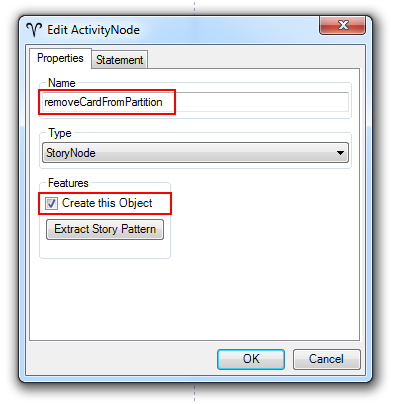 Edit ActivityNode
Properties
Statement
Name
removeCardFromPartition
Type
StoryNode
Features
Create this Object
Extract Story Pattern
OK
Cancel